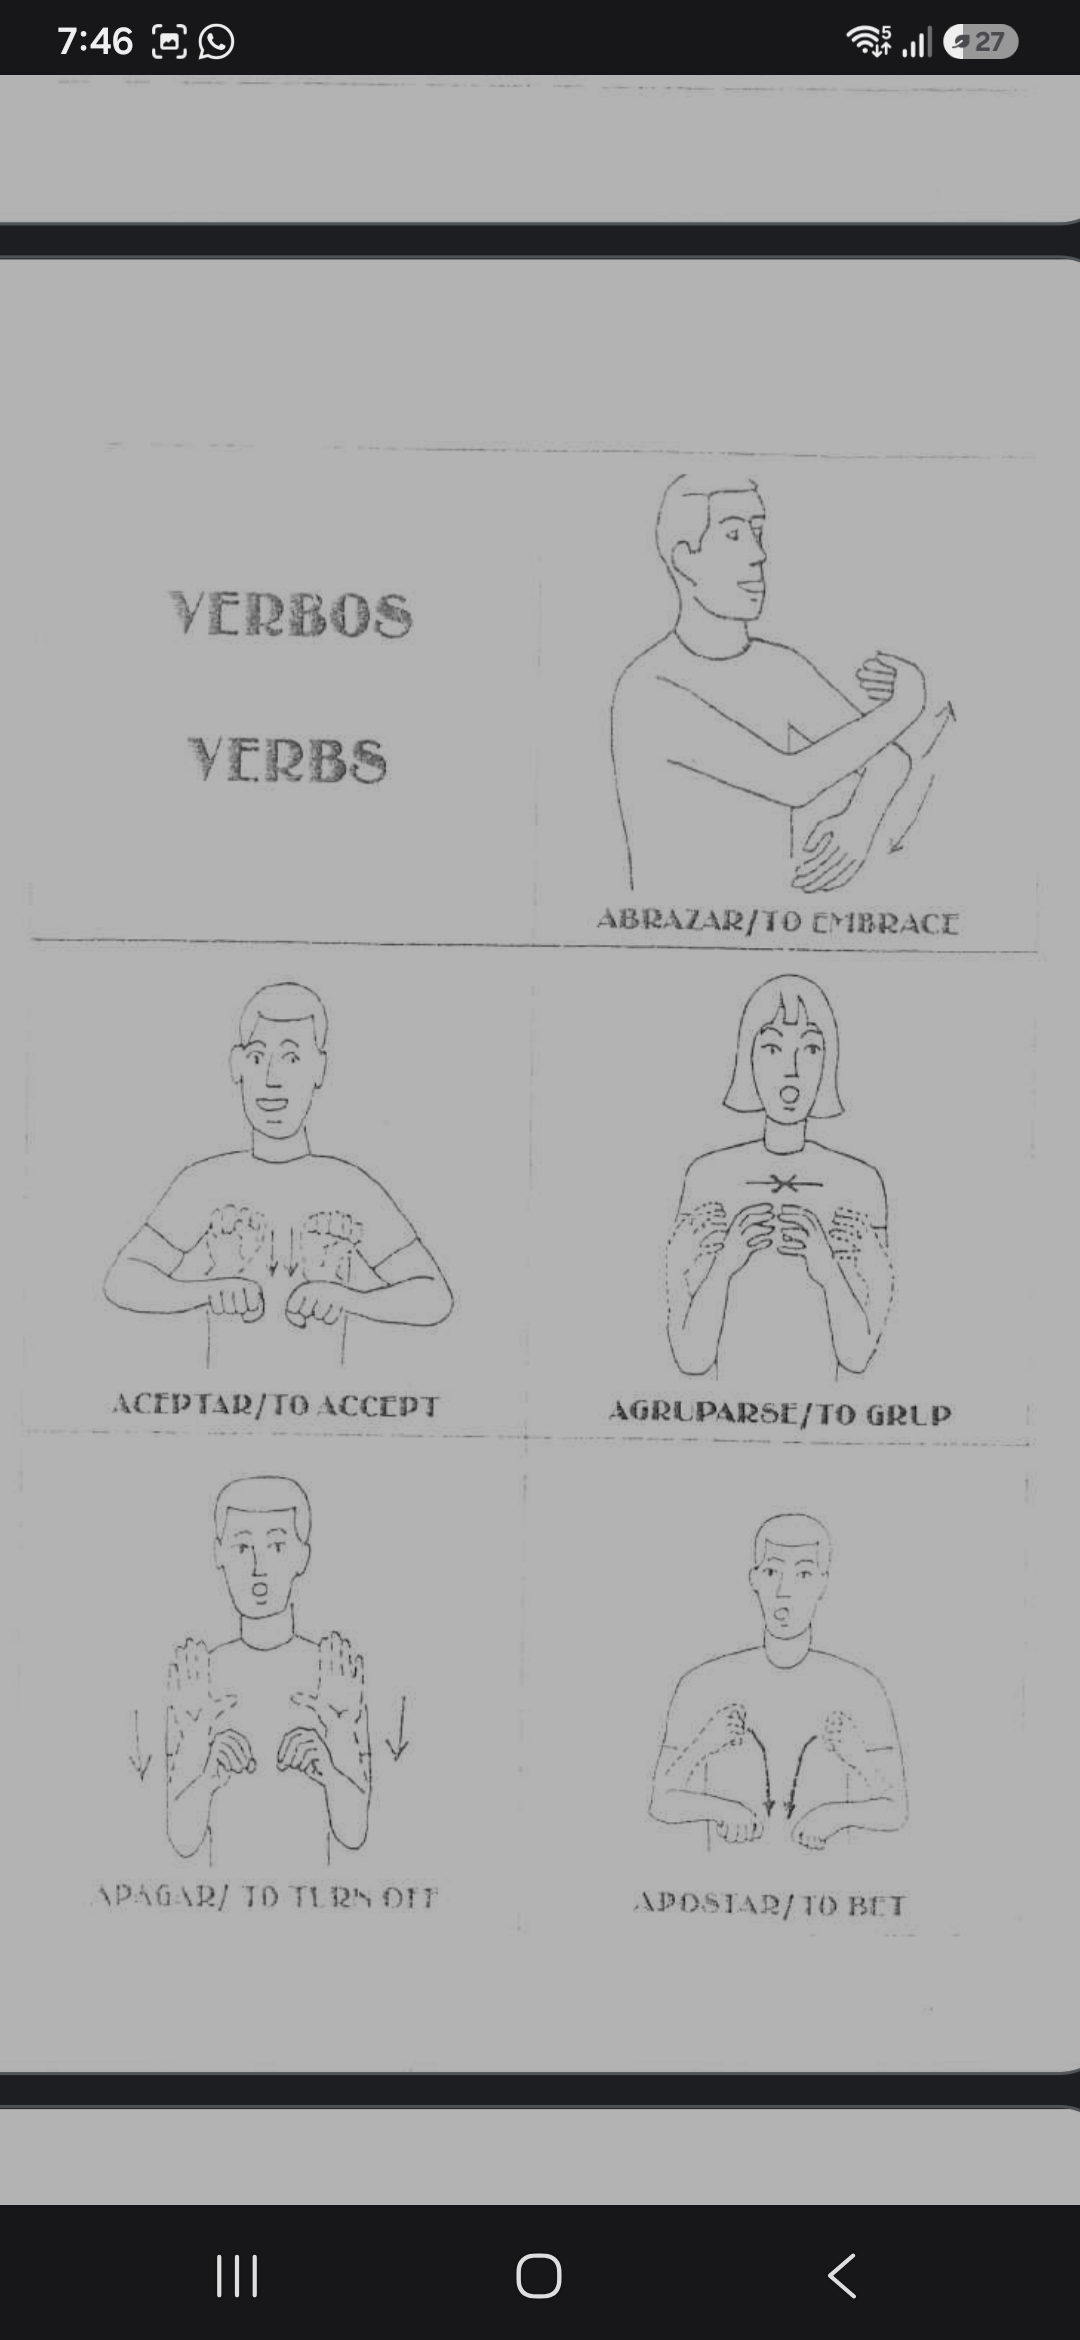 7:46
5
27
VERBOS
VERBS
ABRAZAR/TO EMBRACE
ACEPTAR/TO ACCEPT
AGRUPARSE/TO GRUP
APAGAR/ TO TURN OFF
APOSTAR/TO BET